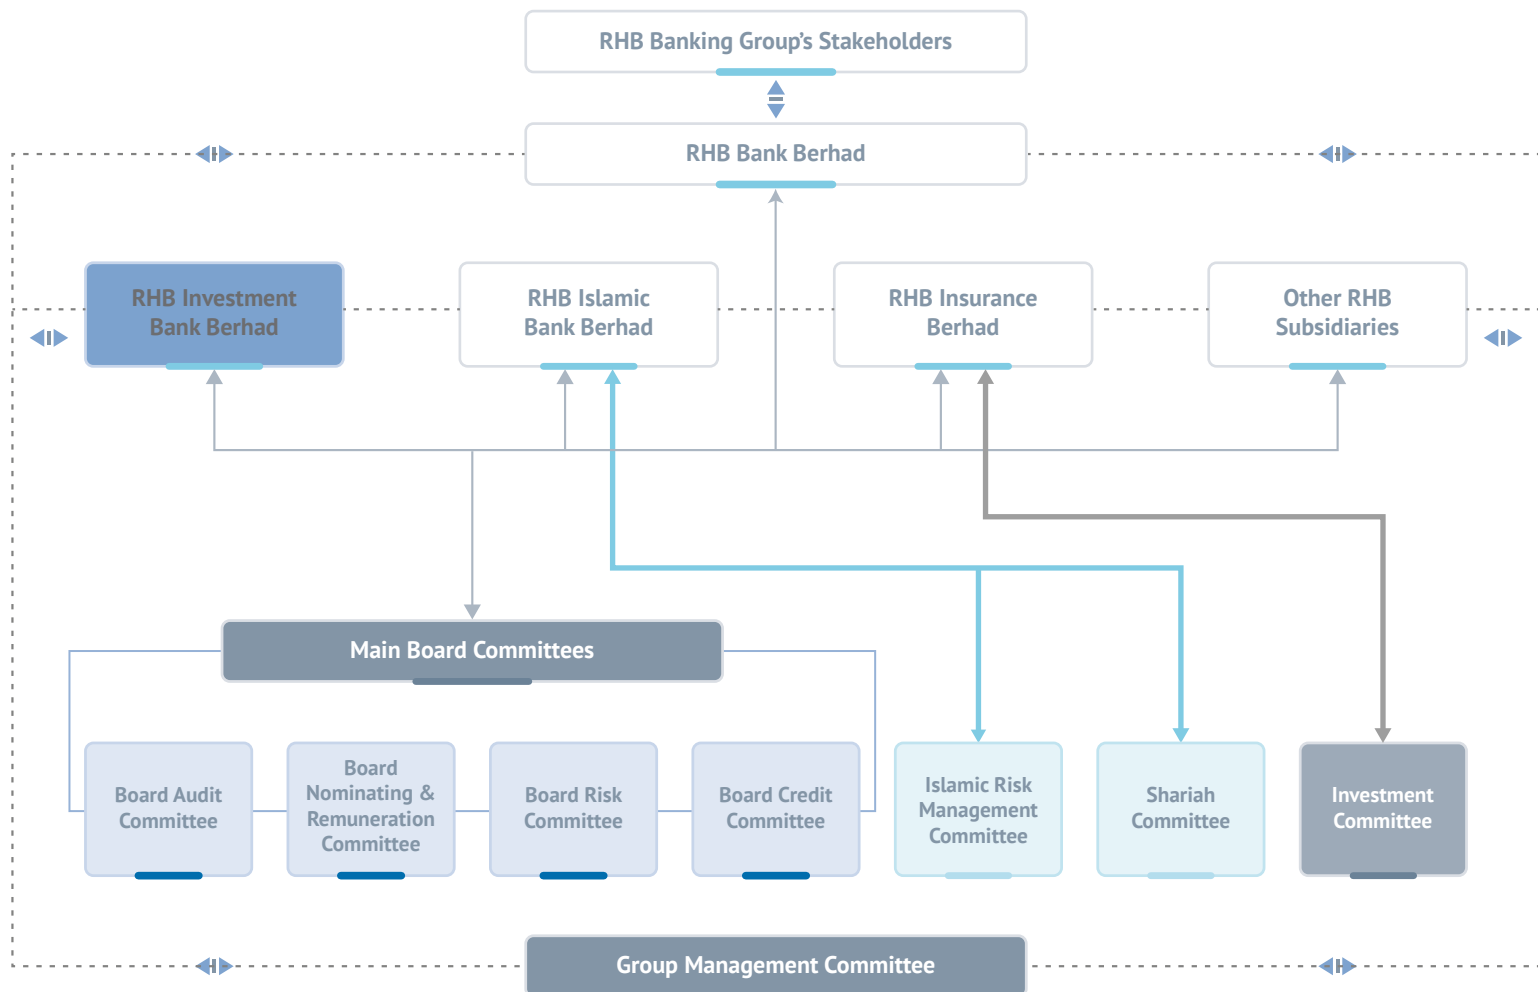 RHB Banking Group’s Stakeholders
RHB Bank Berhad
RHB Investment
Bank Berhad
RHB Islamic
Bank Berhad
RHB Insurance
Berhad
Other RHB
Subsidiaries
Main Board Committees
Board Audit
Committee
Board
Nominating &
Remuneration
Committee
Board Risk
Committee
Board Credit
Committee
Islamic Risk
Management
Committee
Shariah
Committee
Investment
Committee
Group Management Committee